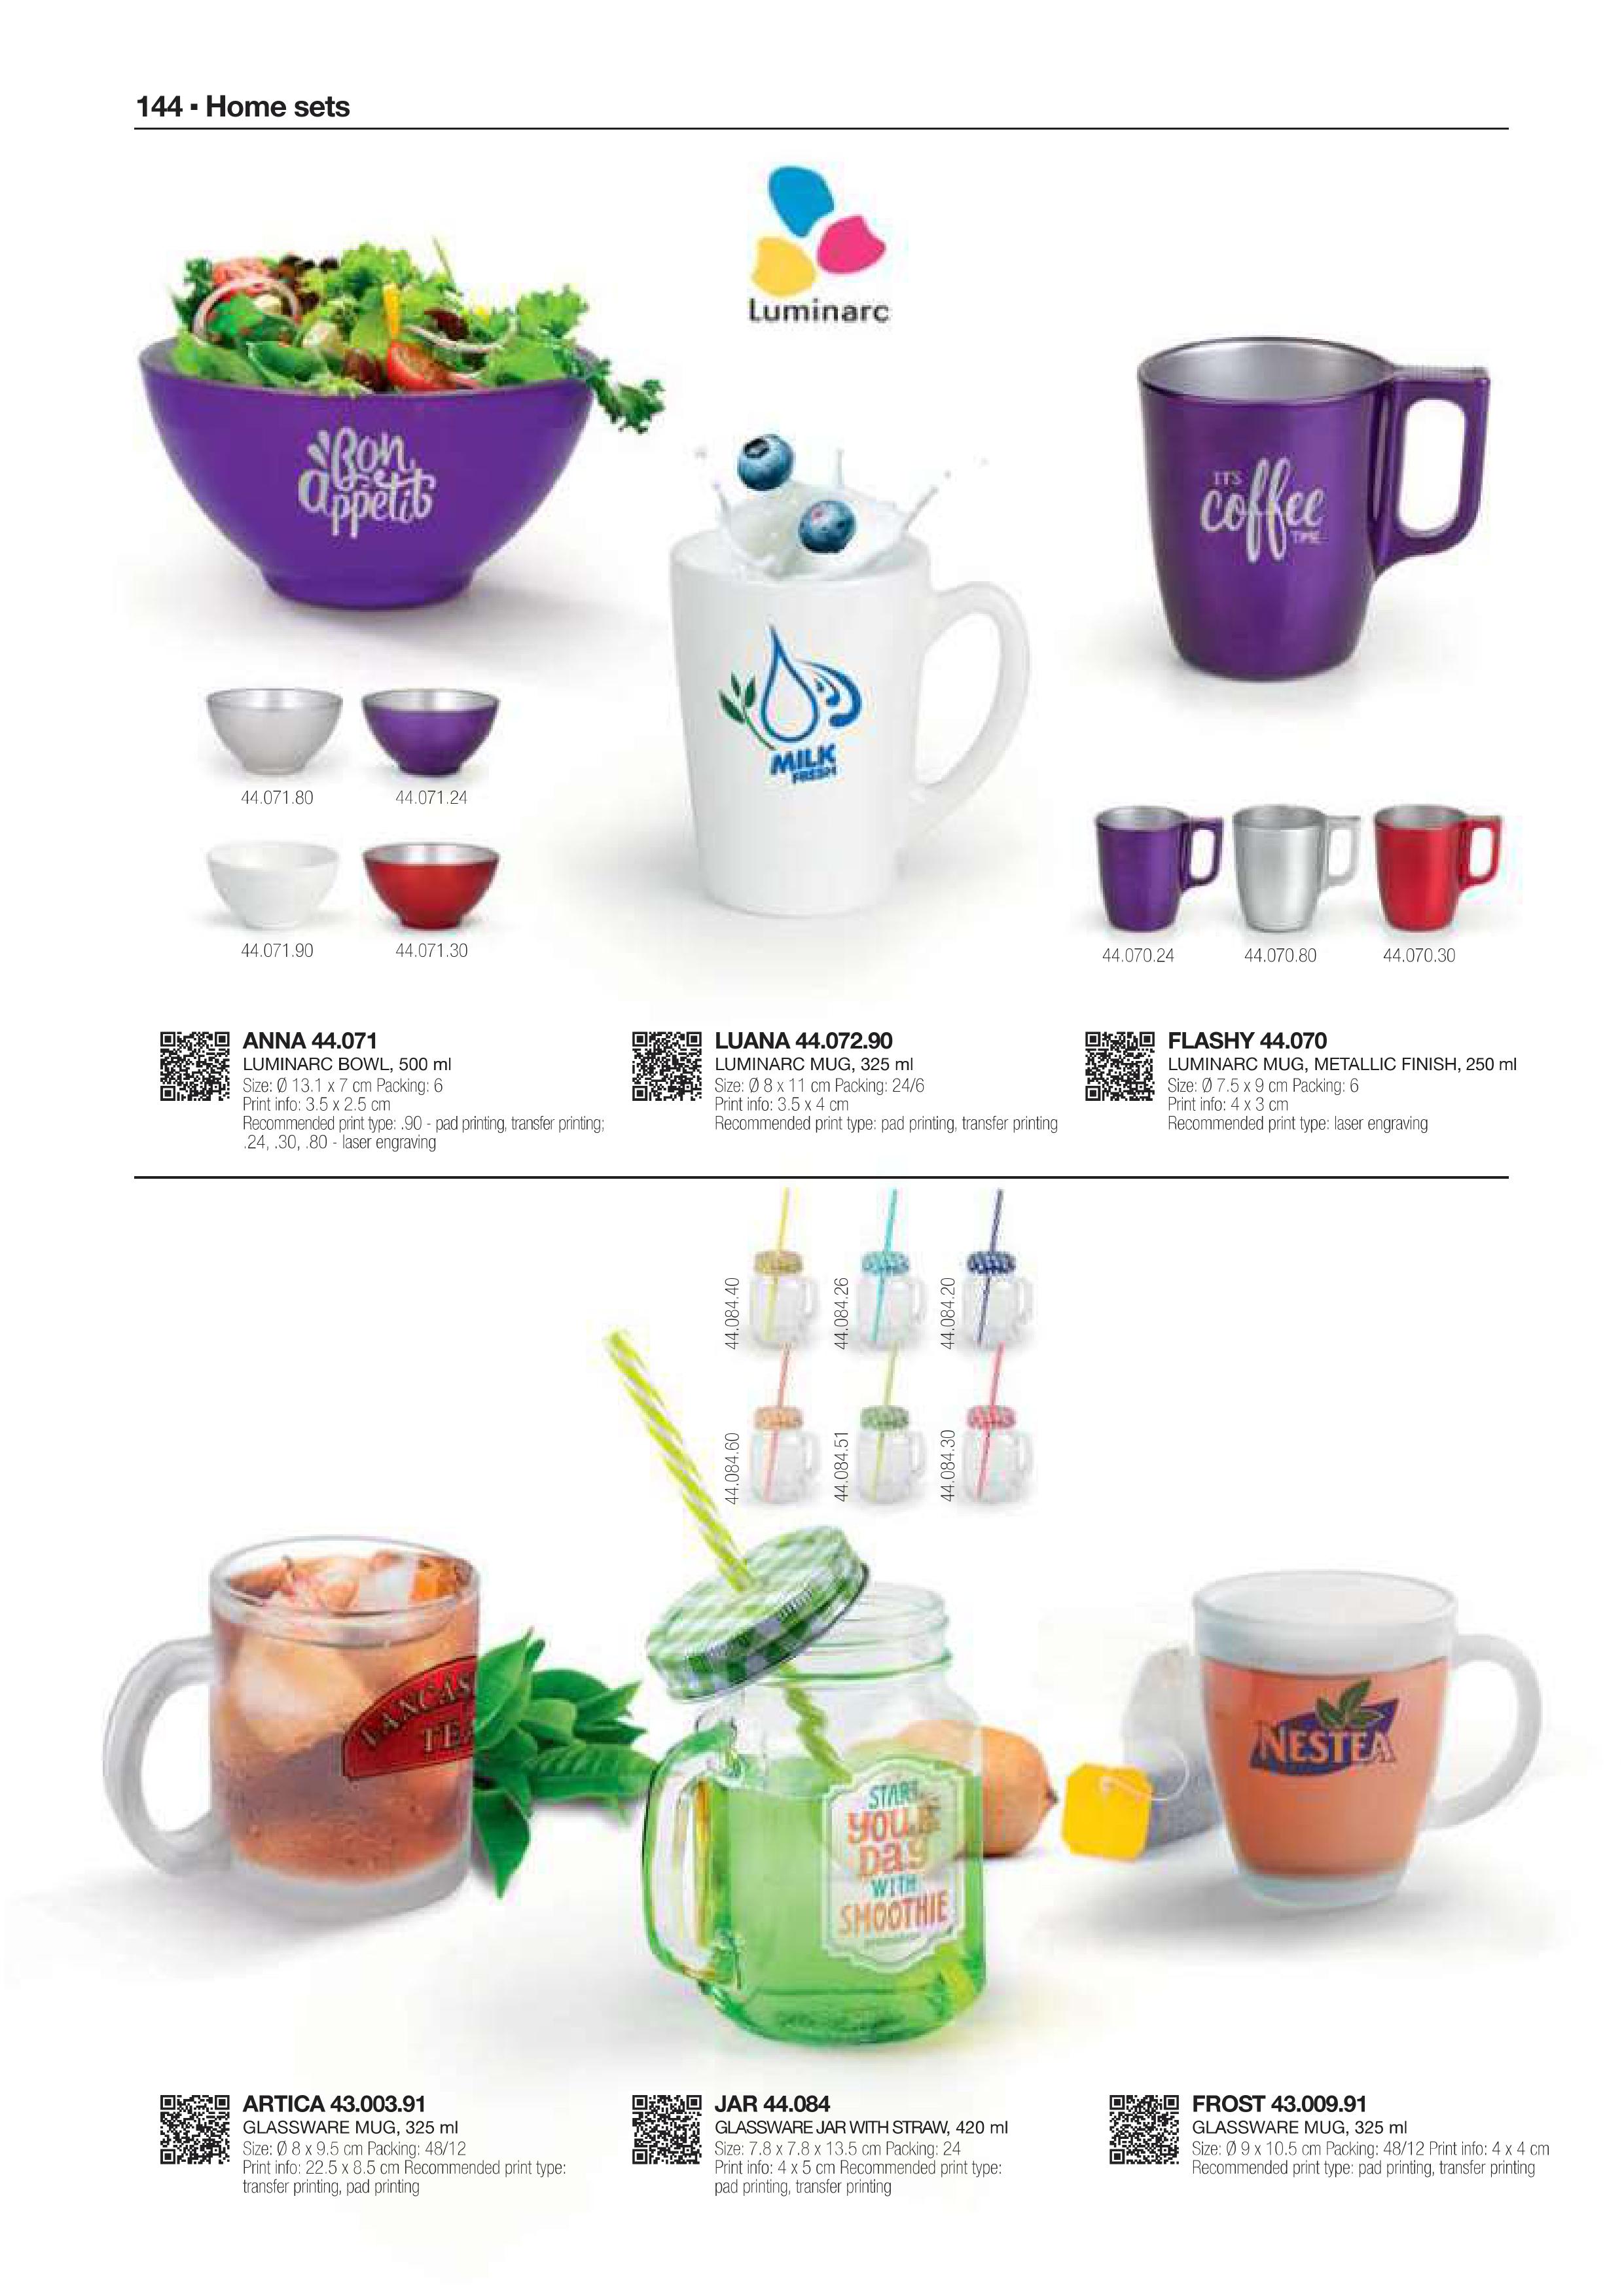 144 ▪ Home sets
Luminarc
Bon
appétit
IT'S
coffee
TIME
MILK
FRESH
44.071.80
44.071.24
44.071.90
44.071.30
44.070.24
44.070.80
44.070.30
ANNA 44.071
LUMINARC BOWL, 500 ml
Size: Ø 13.1 x 7 cm Packing: 6
Print info: 3.5 x 2.5 cm
Recommended print type: .90 - pad printing, transfer printing;
.24, .30, .80 - laser engraving
LUANA 44.072.90
LUMINARC MUG, 325 ml
Size: Ø 8 x 11 cm Packing: 24/6
Print info: 3.5 x 4 cm
Recommended print type: pad printing, transfer printing
FLASHY 44.070
LUMINARC MUG, METALLIC FINISH, 250 ml
Size: Ø 7.5 x 9 cm Packing: 6
Print info: 4 x 3 cm
Recommended print type: laser engraving
44.084.40
44.084.26
44.084.20
44.084.60
44.084.51
44.084.30
LANCAS
TEA
START
YOUR
Day
WITH
SMOOTHIE
NESTEA
ARTICA 43.003.91
GLASSWARE MUG, 325 ml
Size: Ø 8 x 9.5 cm Packing: 48/12
Print info: 22.5 x 8.5 cm Recommended print type:
transfer printing, pad printing
JAR 44.084
GLASSWARE JAR WITH STRAW, 420 ml
Size: 7.8 x 7.8 x 13.5 cm Packing: 24
Print info: 4 x 5 cm Recommended print type:
pad printing, transfer printing
FROST 43.009.91
GLASSWARE MUG, 325 ml
Size: Ø 9 x 10.5 cm Packing: 48/12 Print info: 4 x 4 cm
Recommended print type: pad printing, transfer printing